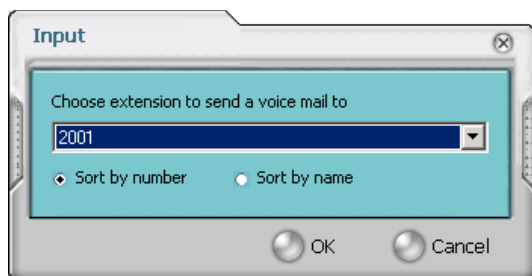 Input
Choose extension to send a voice mail to
2001
Sort by number Sort by name
OK Cancel